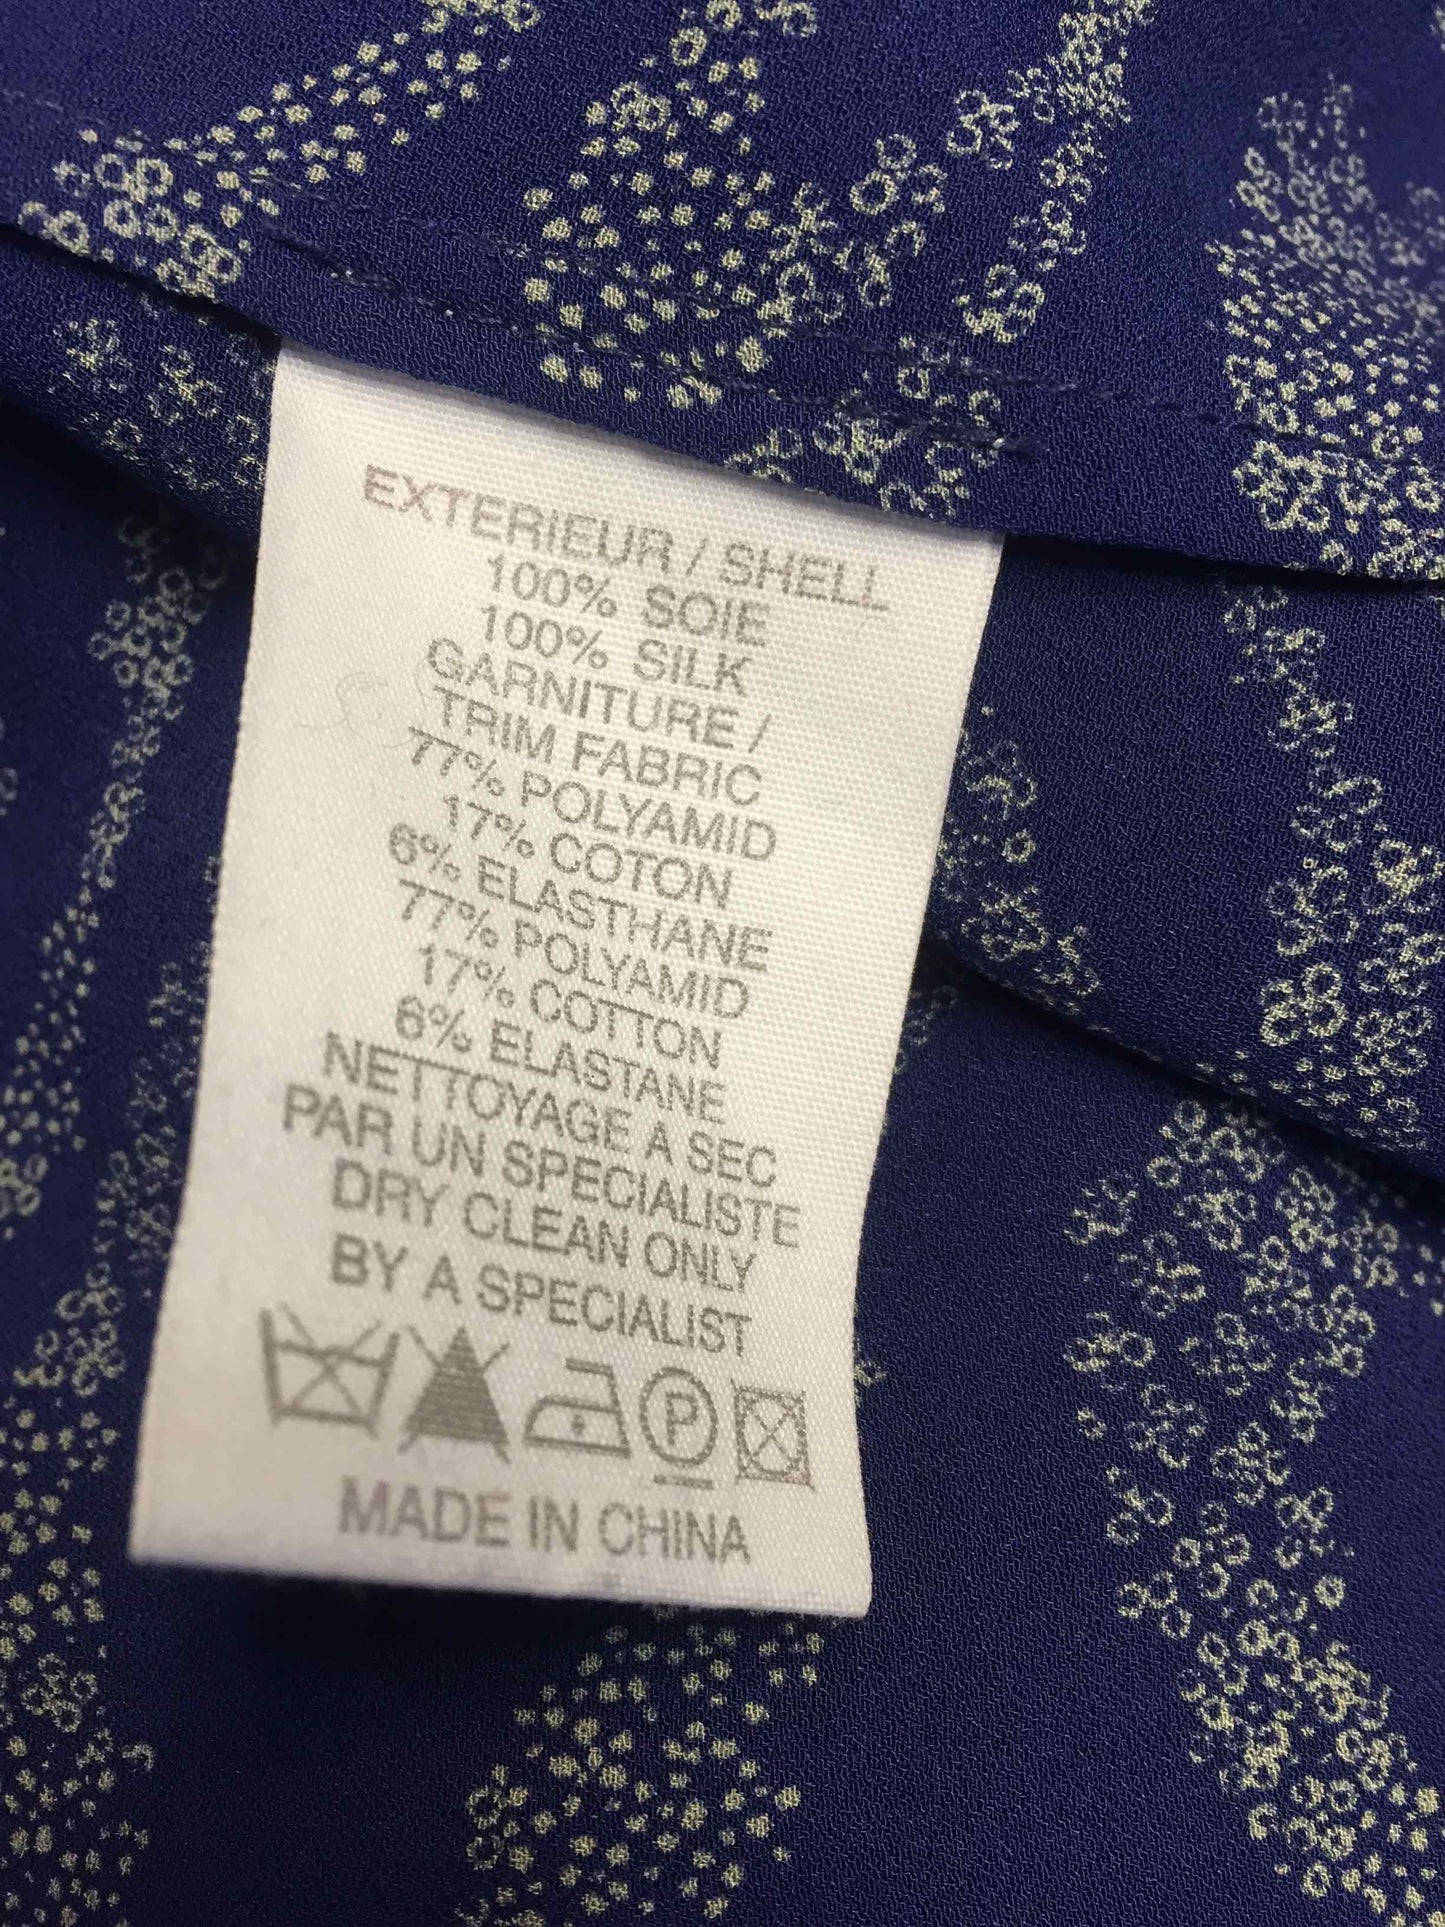 EXTERIEUR / SHELL
100% SOIE
100% SILK
GARNITURE /
TRIM FABRIC
77% POLYAMID
17% COTON
6% ELASTHANE
77% POLYAMID
17% COTTON
6% ELASTANE
NETTOYAGE A SEC
PAR UN SPECIALISTE
DRY CLEAN ONLY
BY A SPECIALIST
P
MADE IN CHINA